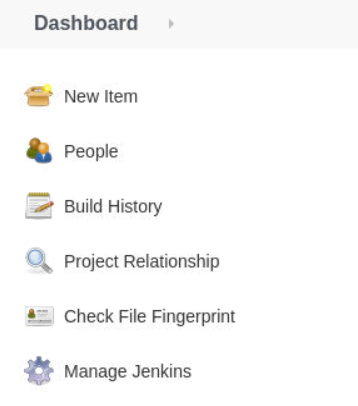 Dashboard
New Item
People
Build History
Project Relationship
Check File Fingerprint
Manage Jenkins